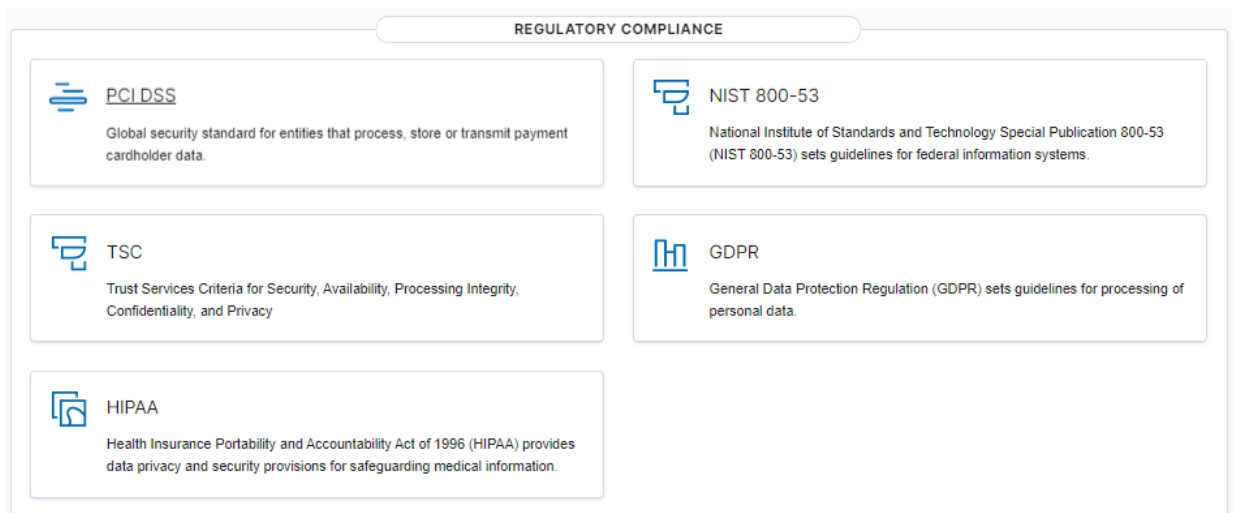 REGULATORY COMPLIANCE
PCI DSS
Global security standard for entities that process, store or transmit payment
cardholder data.
NIST 800-53
National Institute of Standards and Technology Special Publication 800-53
(NIST 800-53) sets guidelines for federal information systems.
TSC
Trust Services Criteria for Security, Availability, Processing Integrity,
Confidentiality, and Privacy
GDPR
General Data Protection Regulation (GDPR) sets guidelines for processing of
personal data.
HIPAA
Health Insurance Portability and Accountability Act of 1996 (HIPAA) provides
data privacy and security provisions for safeguarding medical information.